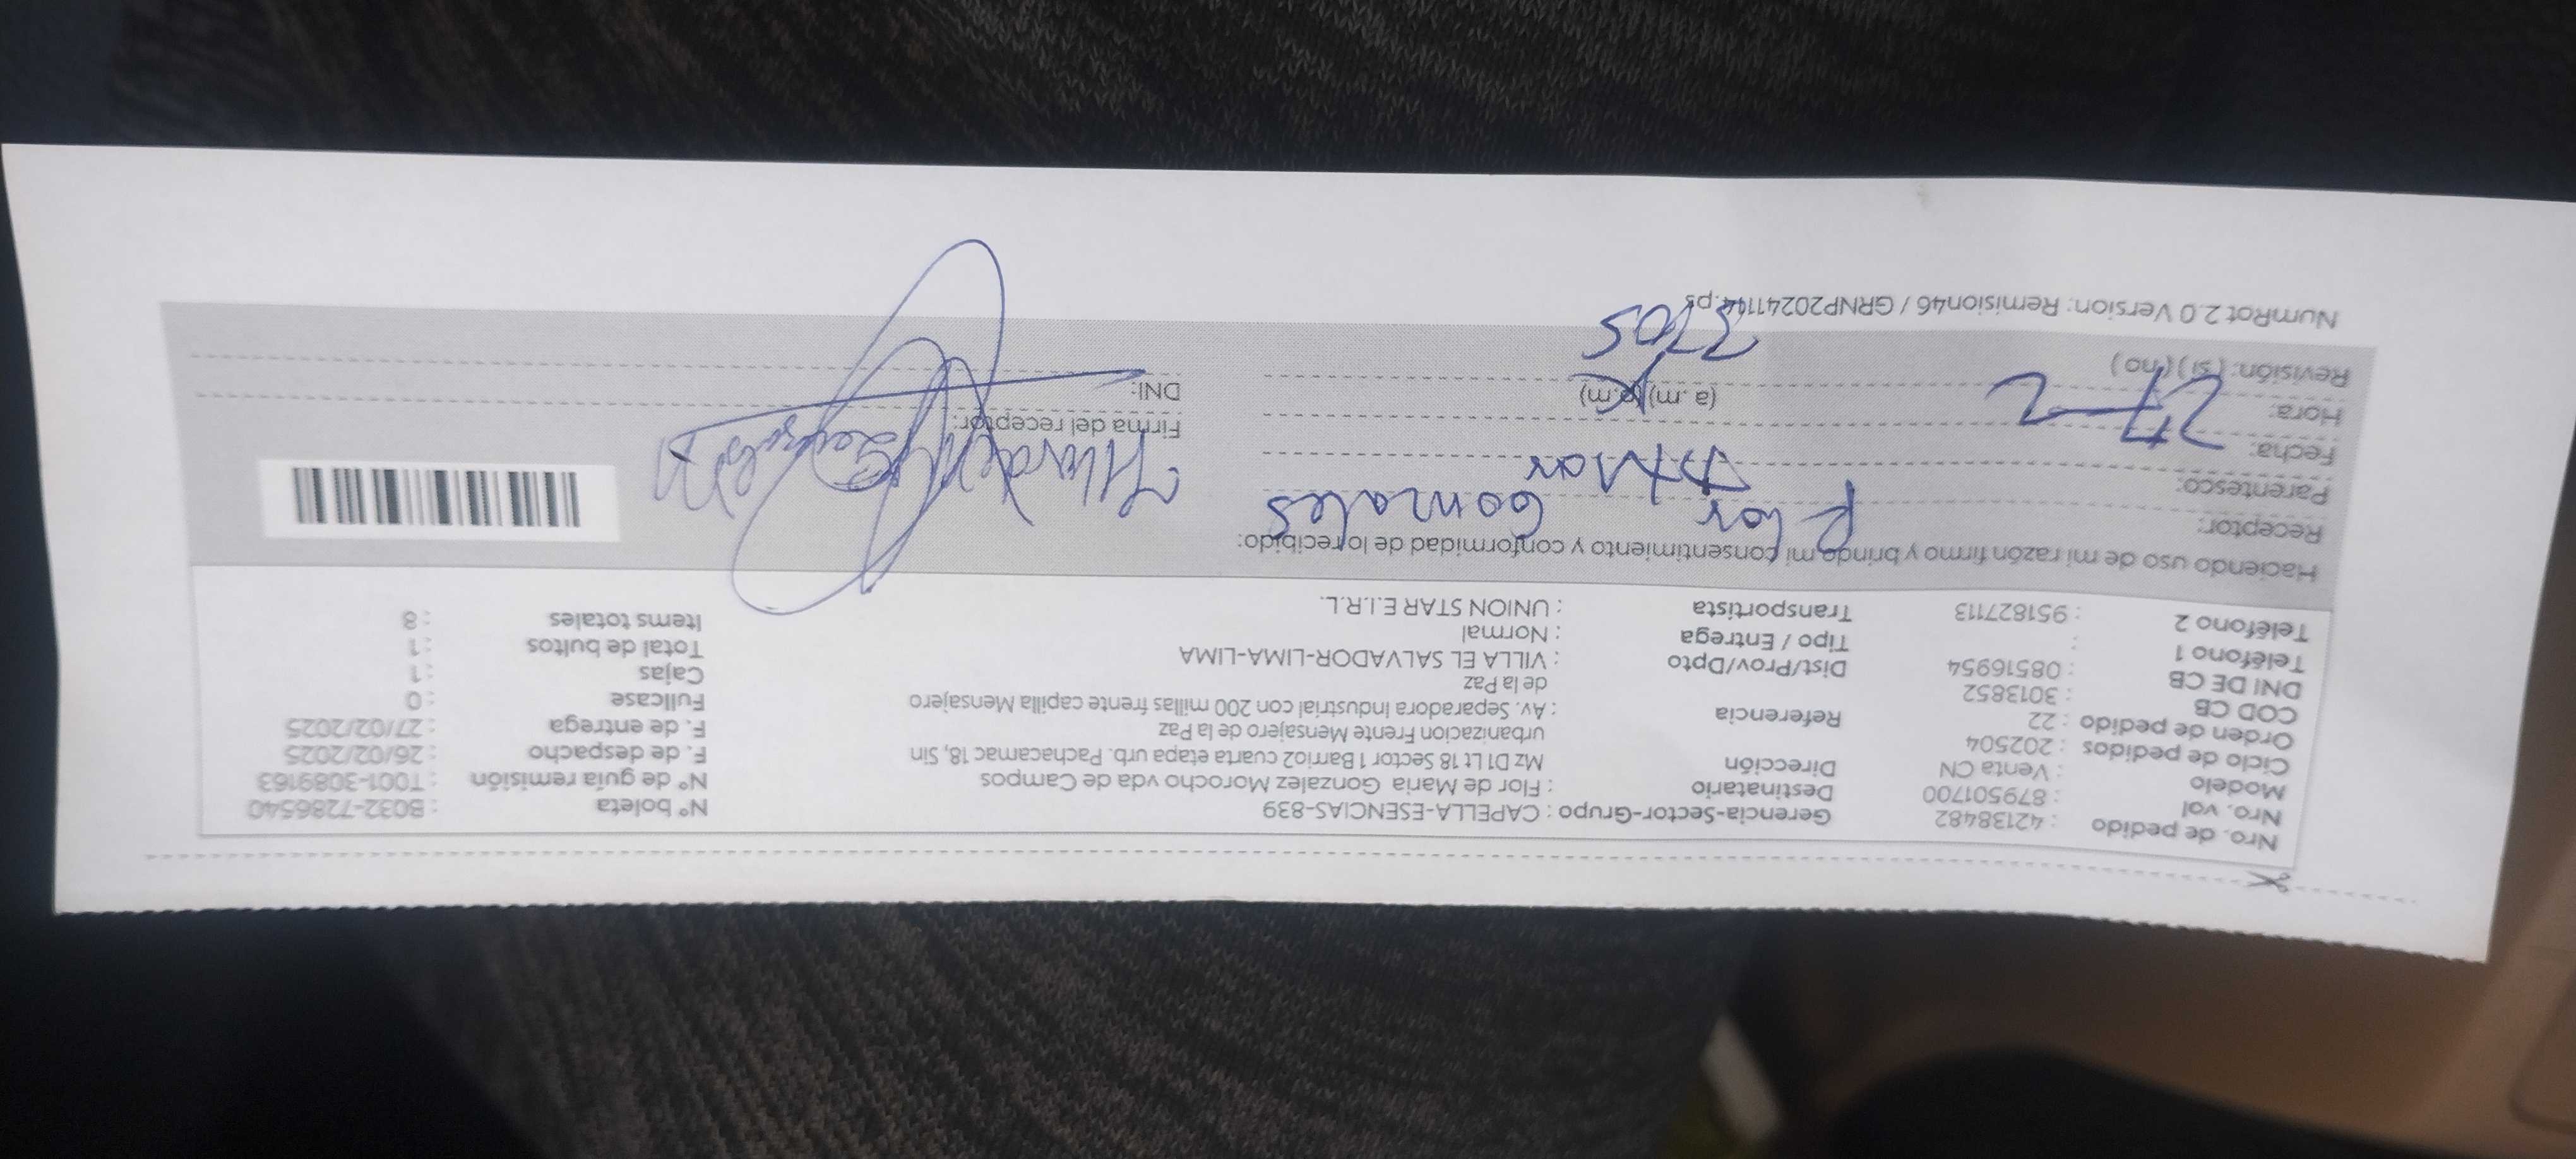 Nro. de pedido : 42138482
Nro. vol : 879501700
Modelo : Venta CN
Ciclo de pedidos : 202504
Orden de pedido : 22
COD CB : 3013852
DNI DE CB : 08516954
Teléfono 1 :
Teléfono 2 : 951827113
Gerencia-Sector-Grupo : CAPELLA-ESENCIAS-839
Destinatario : Flor de Maria Gonzalez Morocho vda de Campos
Dirección Mz D1 Lt 18 Sector 1 Barrio2 cuarta etapa urb. Pachacamac 18, Sin
urbanizacion Frente Mensajero de la Paz
Referencia : Av. Separadora Industrial con 200 millas frente capilla Mensajero
de la Paz
Dist/Prov/Dpto : VILLA EL SALVADOR-LIMA-LIMA
Tipo / Entrega : Normal
Transportista : UNION STAR E.I.R.L.
Nº boleta : B032-7286540
Nº de guía remisión : T001-3089163
F. de despacho : 26/02/2025
F. de entrega : 27/02/2025
Fullcase : 0
Cajas : 1
Total de bultos : 1
Items totales : 8
Haciendo uso de mi razón firmo y brindo mi consentimiento y conformidad de lo recibido:
Receptor: Flor Gonzales
Parentesco:
Fecha: 27-2
Hora: (a.m) (p.m)
Revisión: (si) (no)
Firma del receptor:
DNI:
NumRot 2.0 Version: Remision46 / GRNP20241104.ps